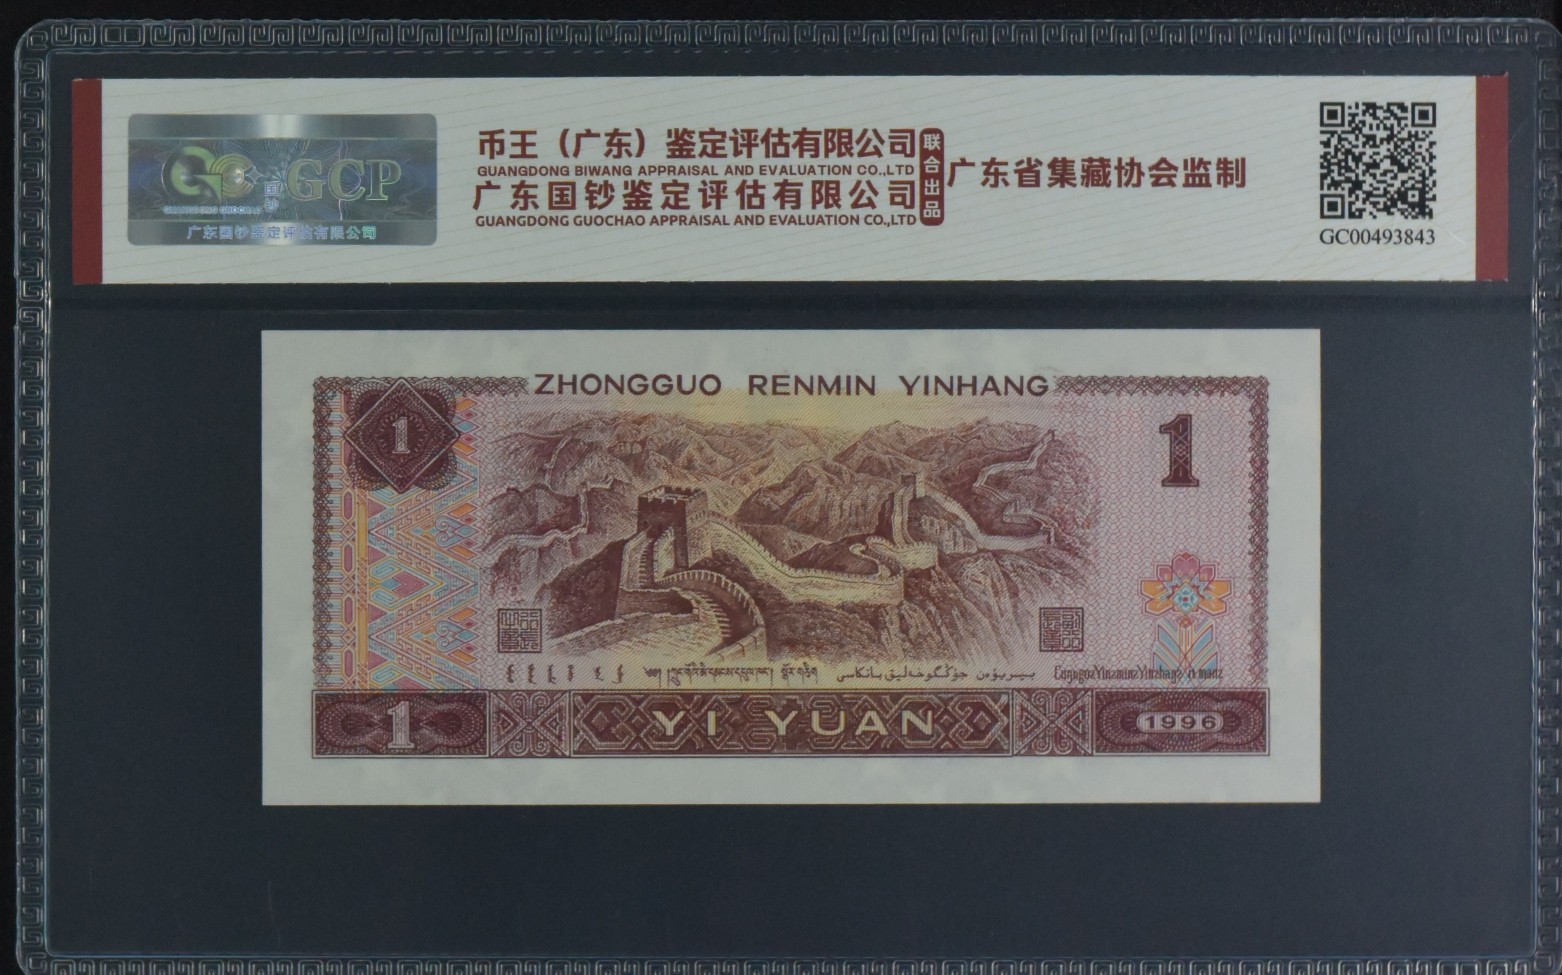 币王（广东）鉴定评估有限公司
GUANGDONG BIWANG APPRAISAL AND EVALUATION CO.,LTD
广东国钞鉴定评估有限公司
GUANGDONG GUOCHAO APPRAISAL AND EVALUATION CO.,LTD
联合出品
广东省集藏协会监制
GCP
国钞
广东国钞鉴定评估有限公司
GC00493843
ZHONGGUO RENMIN YINHANG
1
1
1 YI YUAN 1996